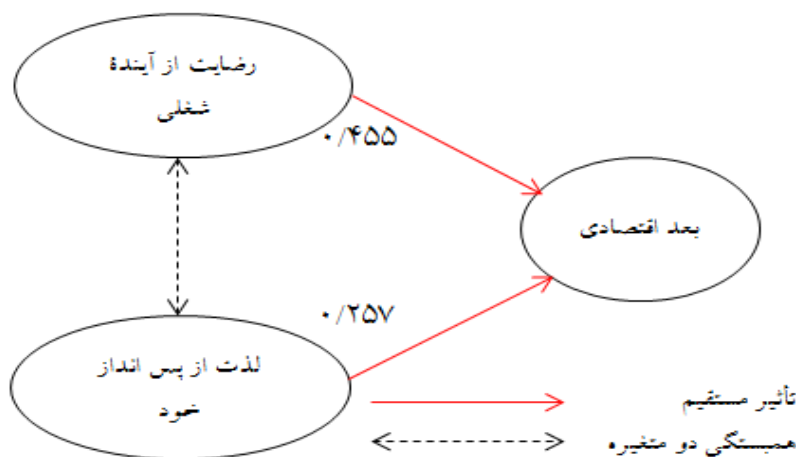 رضایت از آیندۀ
شغلی
۰/۴۵۵
بعد اقتصادی
۰/۲۵۷
لذت از پس انداز
خود
تأثیر مستقیم
همبستگی دو متغیره